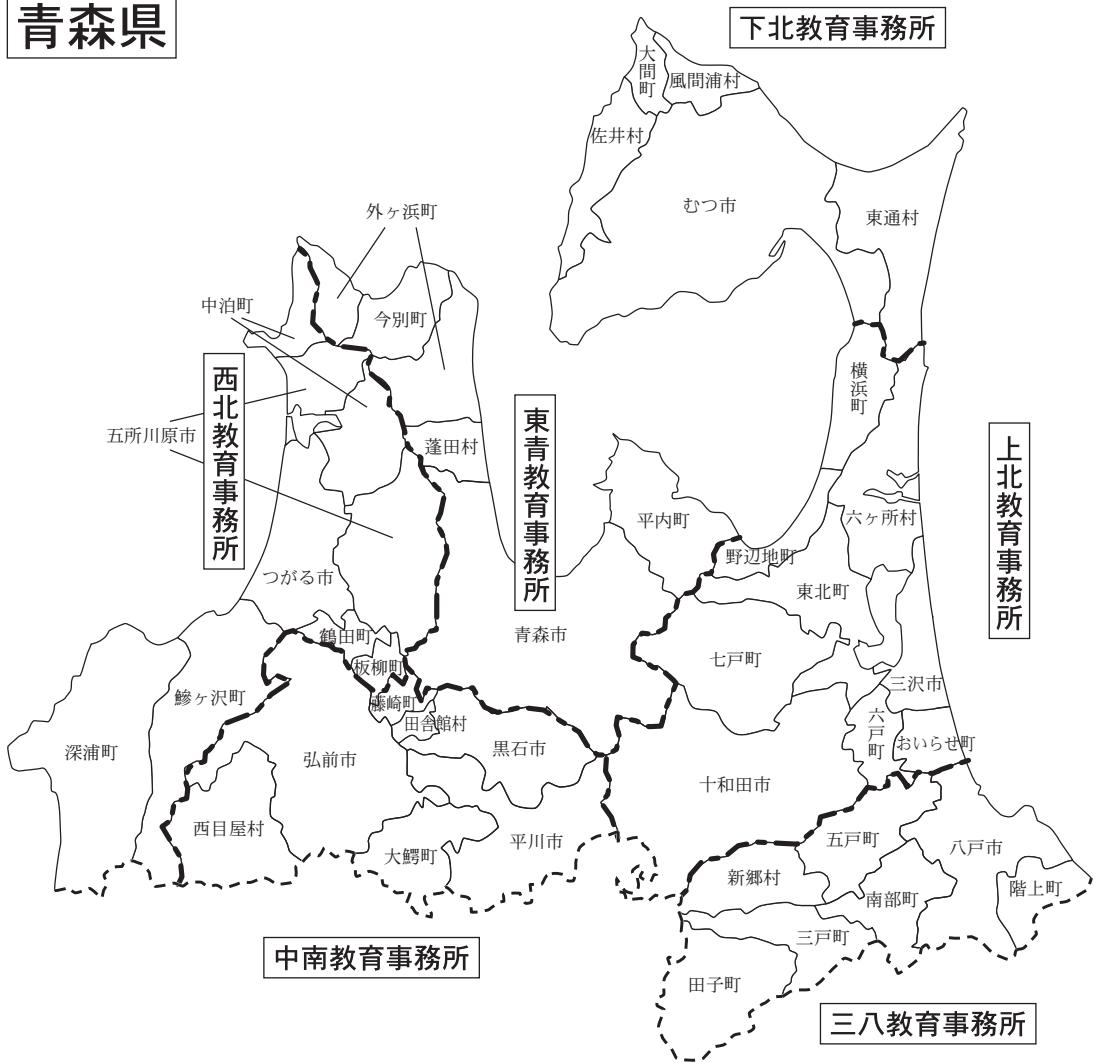 青森県
下北教育事務所
大間町
風間浦村
佐井村
むつ市
東通村
外ヶ浜町
中泊町
今別町
西北教育事務所
五所川原市
蓬田村
東青教育事務所
横浜町
上北教育事務所
平内町
野辺地町
六ヶ所村
東北町
つがる市
鶴田町
青森市
板柳町
七戸町
三沢市
鰺ヶ沢町
藤崎町
田舎館村
六戸町
おいらせ町
深浦町
弘前市
黒石市
十和田市
西目屋村
大鰐町
平川市
五戸町
八戸市
新郷村
南部町
階上町
三戸町
中南教育事務所
田子町
三八教育事務所